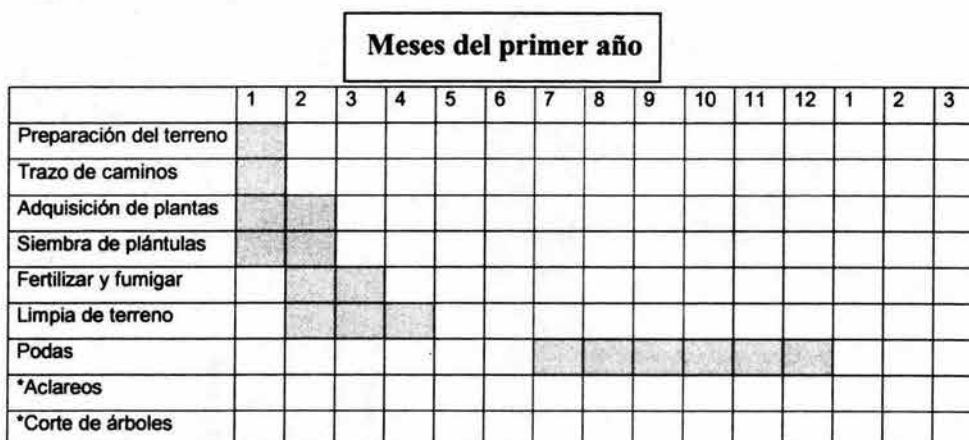 Meses del primer año
1 2 3 4 5 6 7 8 9 10 11 12 1 2 3
Preparación del terreno
Trazo de caminos
Adquisición de plantas
Siembra de plántulas
Fertilizar y fumigar
Limpia de terreno
Podas
*Aclareos
*Corte de árboles